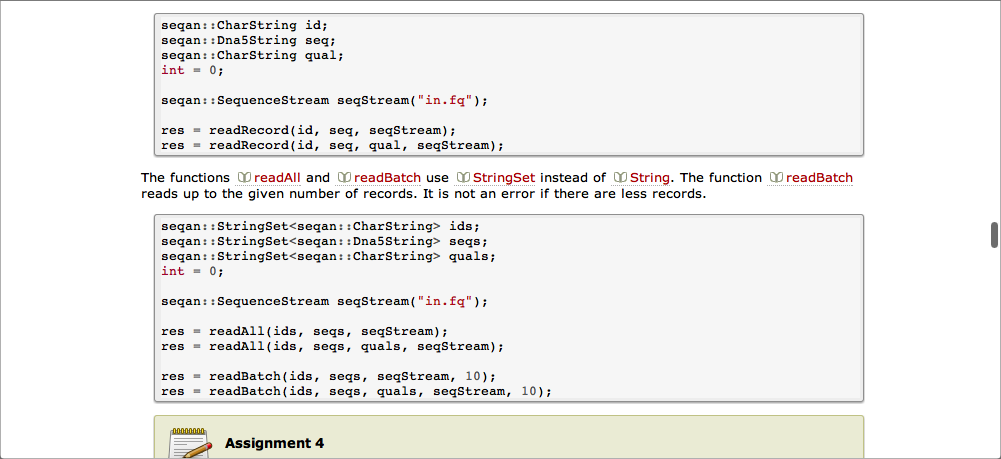 seqan::CharString id;
seqan::Dna5String seq;
seqan::CharString qual;
int = 0;
seqan::SequenceStream seqStream("in.fq");
res = readRecord(id, seq, seqStream);
res = readRecord(id, seq, qual, seqStream);
The functions readAll and readBatch use StringSet instead of String. The function readBatch
reads up to the given number of records. It is not an error if there are less records.
seqan::StringSet<seqan::CharString> ids;
seqan::StringSet<seqan::Dna5String> seqs;
seqan::StringSet<seqan::CharString> quals;
int = 0;
seqan::SequenceStream seqStream("in.fq");
res = readAll(ids, seqs, seqStream);
res = readAll(ids, seqs, quals, seqStream);
res = readBatch(ids, seqs, seqStream, 10);
res = readBatch(ids, seqs, quals, seqStream, 10);
Assignment 4